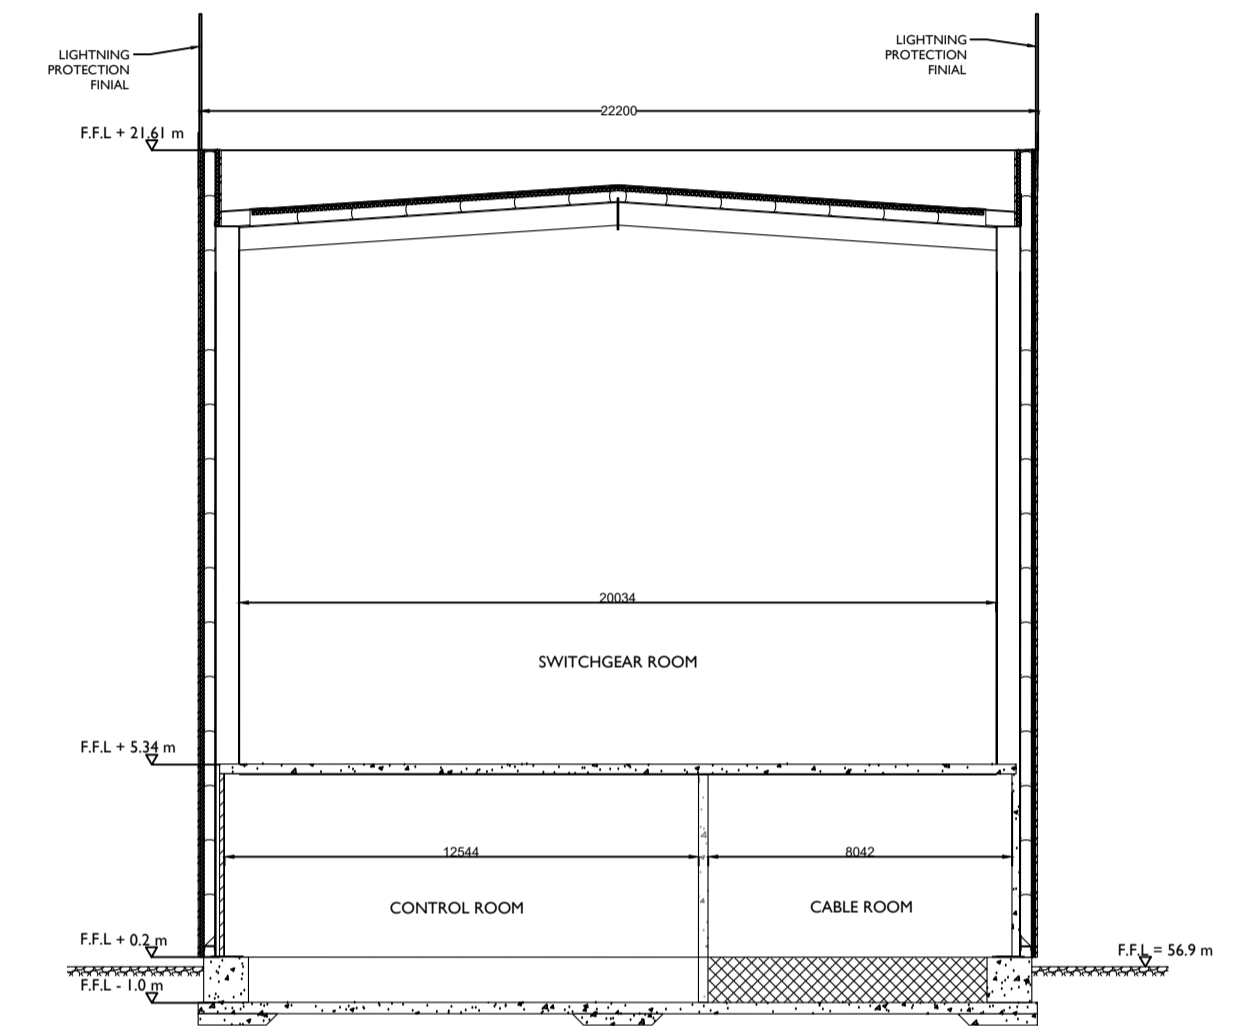 LIGHTNING
PROTECTION
FINIAL
LIGHTNING
PROTECTION
FINIAL
22200
F.F.L + 21.61 m
20034
SWITCHGEAR ROOM
F.F.L + 5.34 m
12544
8042
CONTROL ROOM
CABLE ROOM
F.F.L + 0.2 m
F.F.L = 56.9 m
F.F.L - 1.0 m